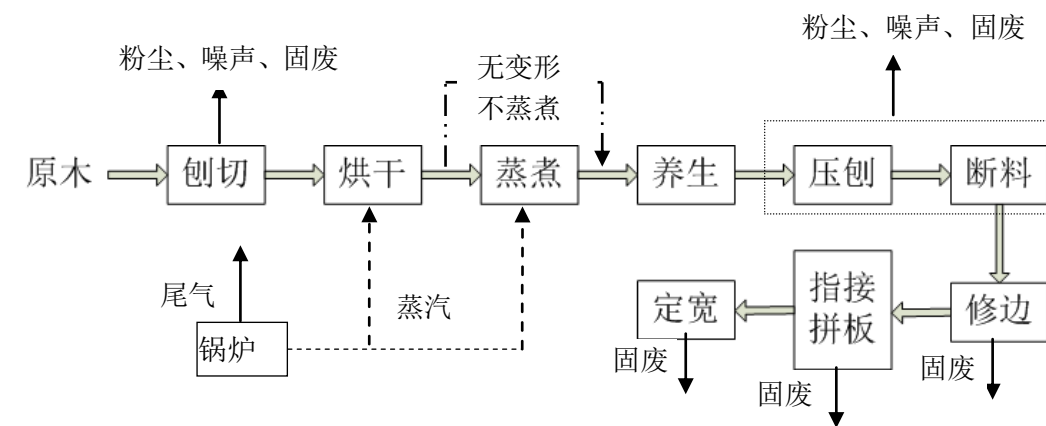 粉尘、噪声、固废
粉尘、噪声、固废
无变形
不蒸煮
原木
刨切
烘干
蒸煮
养生
压刨
断料
尾气
锅炉
蒸汽
定宽
指接
拼板
修边
固废
固废
固废